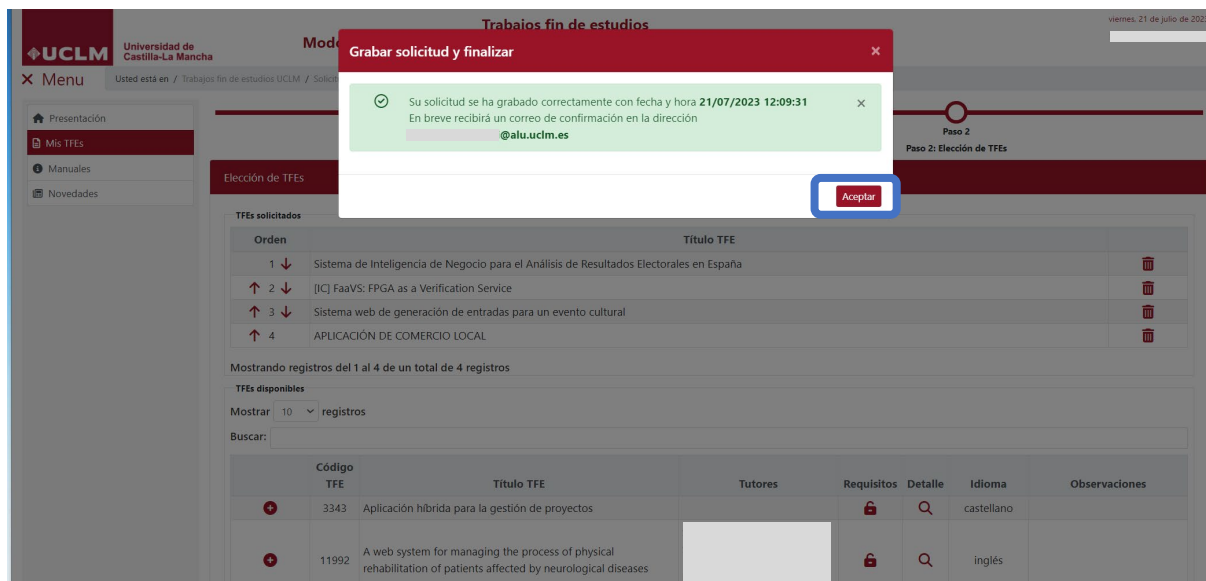 Trabajos fin de estudios
viernes, 21 de julio de 2023
UCLM
Universidad de
Castilla-La Mancha
Menu
Usted está en / Trabajos fin de estudios UCLM /
Presentación
Mis TFEs
Manuales
Novedades
Grabar solicitud y finalizar
×
Su solicitud se ha grabado correctamente con fecha y hora 21/07/2023 12:09:31
×
En breve recibirá un correo de confirmación en la dirección
@alu.uclm.es
Aceptar
Paso 2
Paso 2: Elección de TFEs
Elección de TFEs
TFEs solicitados
Orden Título TFE
1 Sistema de Inteligencia de Negocio para el Análisis de Resultados Electorales en España
2 [IC] FaaVS: FPGA as a Verification Service
3 Sistema web de generación de entradas para un evento cultural
4 APLICACIÓN DE COMERCIO LOCAL
Mostrando registros del 1 al 4 de un total de 4 registros
TFEs disponibles
Mostrar 10 registros
Buscar:
Código TFE Título TFE Tutores Requisitos Detalle Idioma Observaciones
3343 Aplicación híbrida para la gestión de proyectos castellano
11992 A web system for managing the process of physical
rehabilitation of patients affected by neurological diseases inglés